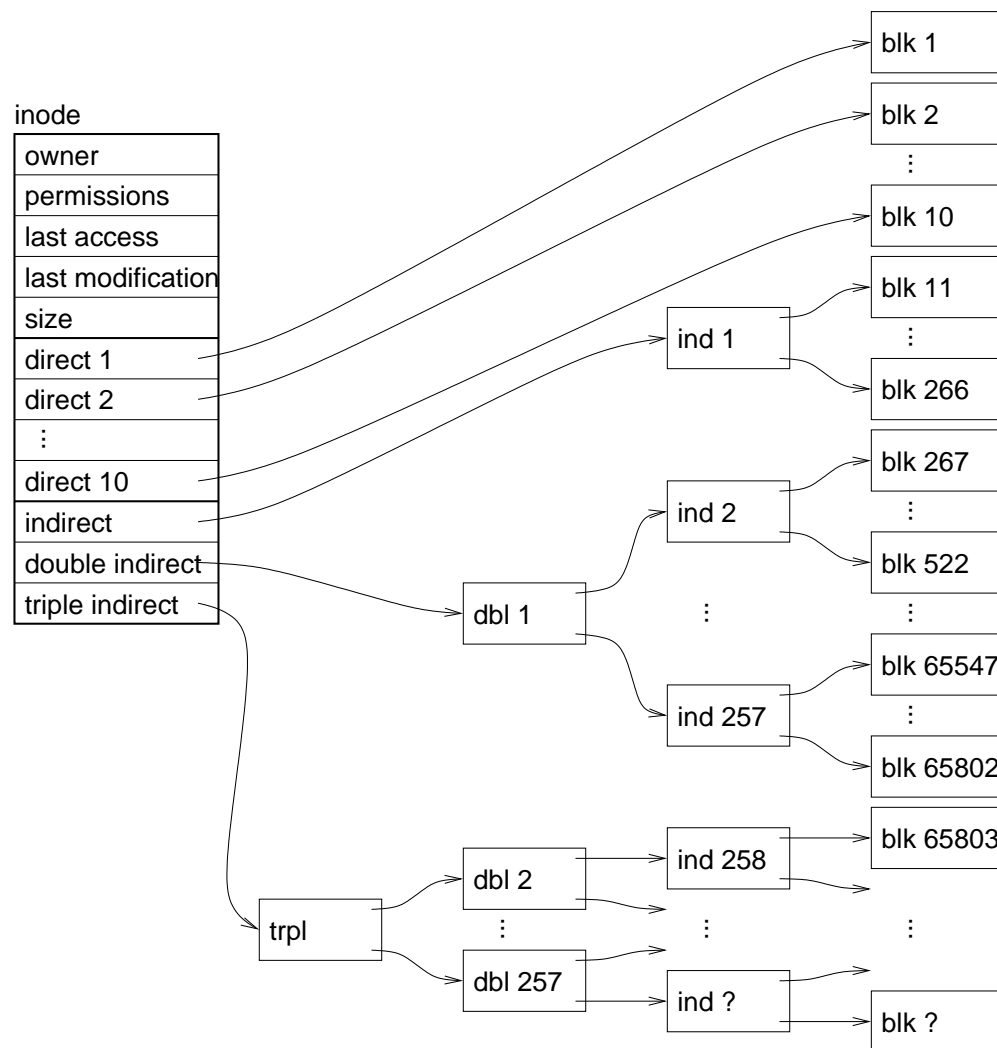 inode
owner
permissions
last access
last modification
size
direct 1
direct 2
⋮
direct 10
indirect
double indirect
triple indirect
trpl
dbl 1
dbl 2
⋮
dbl 257
ind 1
ind 2
⋮
ind 257
ind 258
⋮
ind ?
blk 1
blk 2
⋮
blk 10
blk 11
⋮
blk 266
blk 267
⋮
blk 522
⋮
blk 65547
⋮
blk 65802
blk 65803
⋮
blk ?